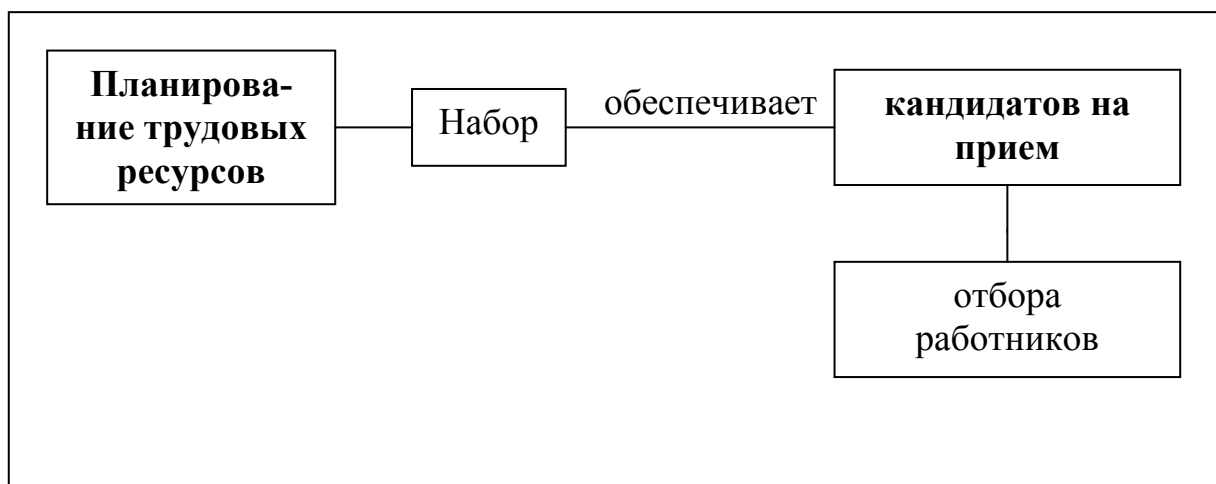 Планирова-
ние трудовых
ресурсов
Набор
обеспечивает
кандидатов на
прием
отбора
работников